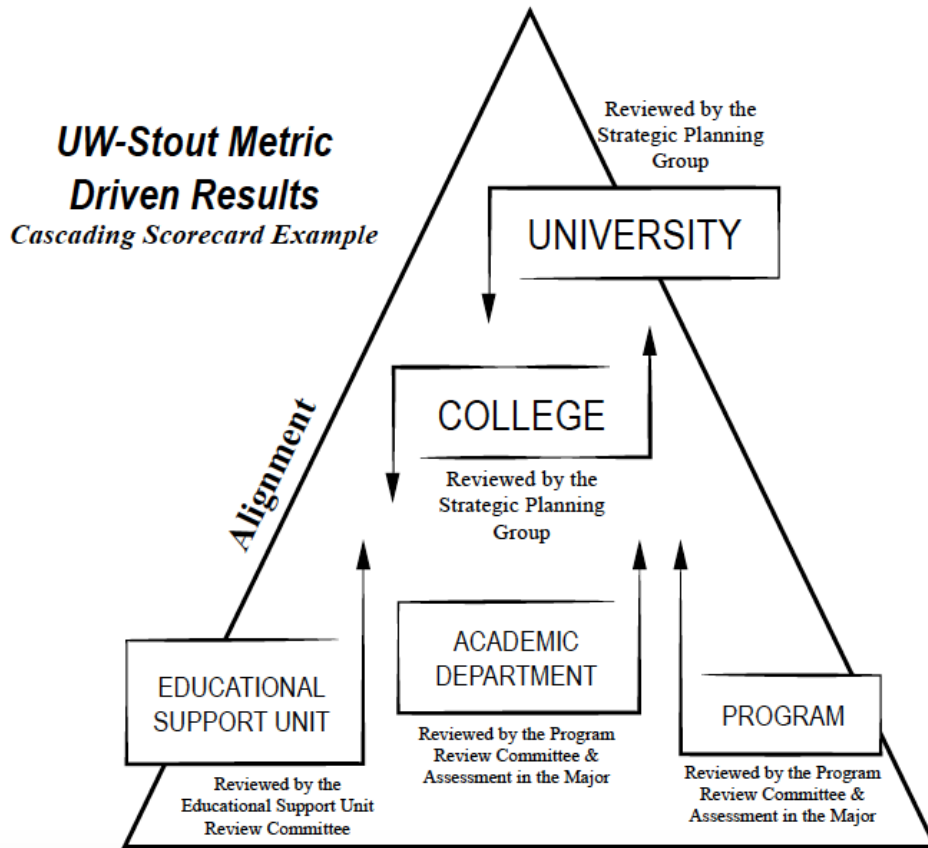 UW-Stout Metric
Driven Results
Cascading Scorecard Example
Reviewed by the
Strategic Planning
Group
UNIVERSITY
Alignment
COLLEGE
Reviewed by the
Strategic Planning
Group
EDUCATIONAL
SUPPORT UNIT
Reviewed by the
Educational Support Unit
Review Committee
ACADEMIC
DEPARTMENT
Reviewed by the Program
Review Committee &
Assessment in the Major
PROGRAM
Reviewed by the Program
Review Committee &
Assessment in the Major